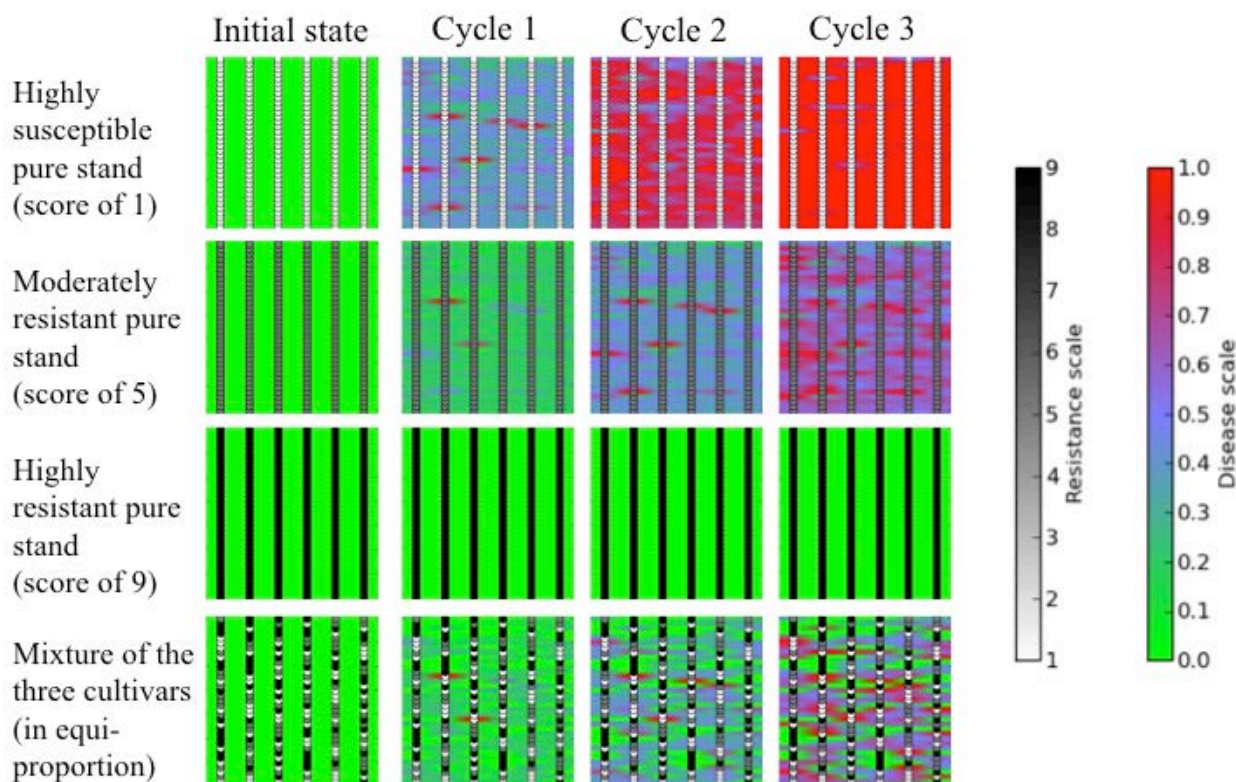 Initial state
Cycle 1
Cycle 2
Cycle 3
Highly
susceptible
pure stand
(score of 1)
Moderately
resistant pure
stand
(score of 5)
Highly
resistant pure
stand
(score of 9)
Mixture of the
three cultivars
(in equi-
proportion)
9
8
7
6
5
4
3
2
1
Resistance scale
1.0
0.9
0.8
0.7
0.6
0.5
0.4
0.3
0.2
0.1
0.0
Disease scale